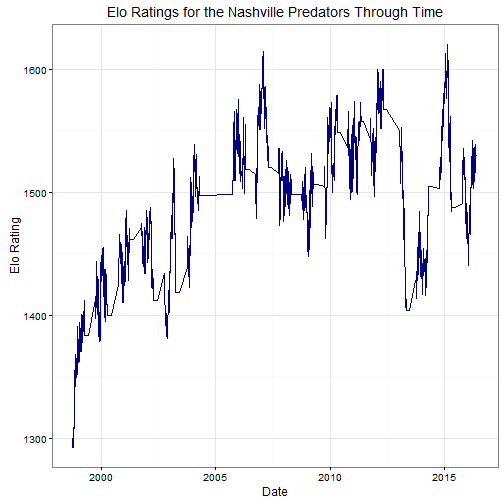 Elo Ratings for the Nashville Predators Through Time
Elo Rating
1600
1500
1400
1300
2000 2005 2010 2015
Date